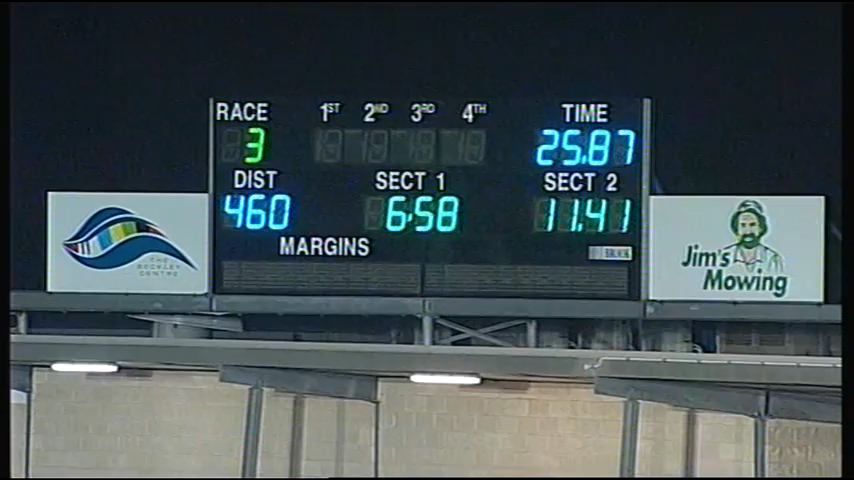 RACE 1ST 2ND 3RD 4TH TIME
3 25.87
DIST SECT 1 SECT 2
460 6.58 11.41
MARGINS
THE
BECKLEY
CENTRE
Jim's
Mowing